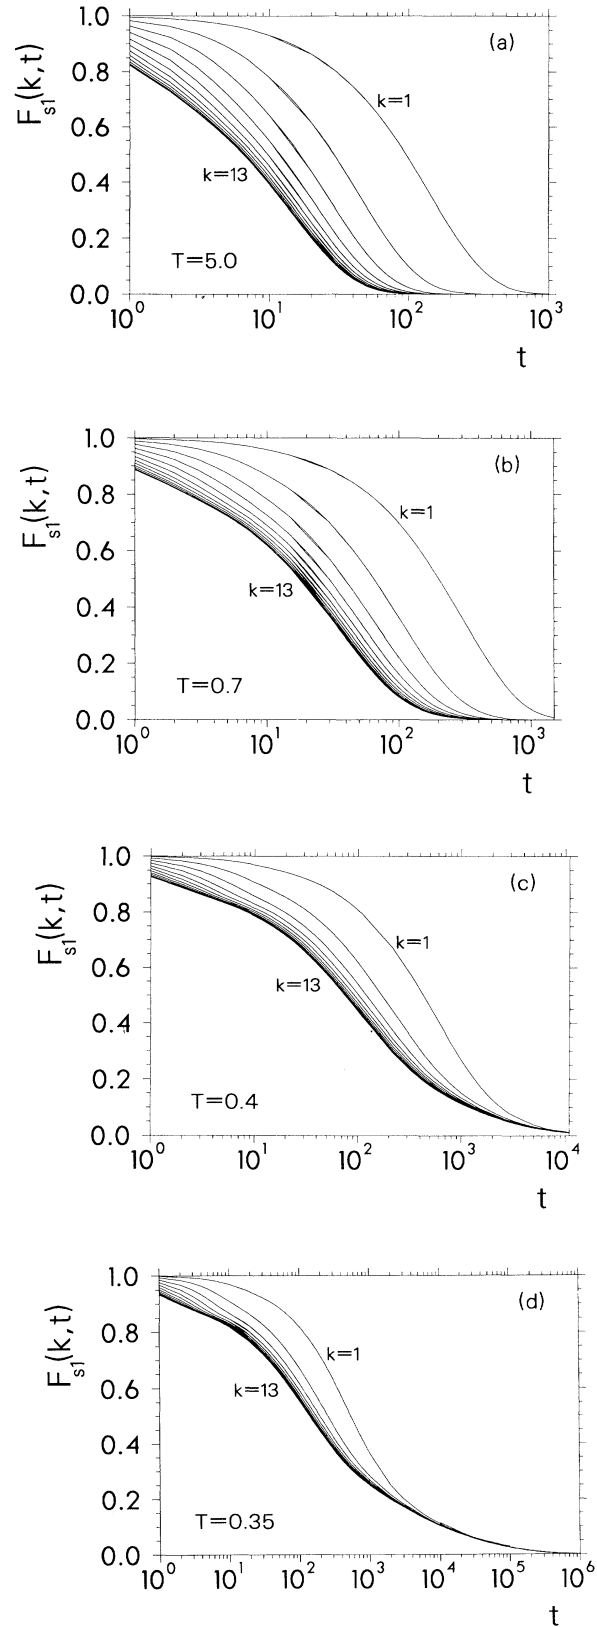 (a)
F_s1(k,t)
1.0
0.8
0.6
0.4
0.2
0.0
k=1
k=13
T=5.0
10^0 10^1 10^2 10^3
t
(b)
F_s1(k,t)
1.0
0.8
0.6
0.4
0.2
0.0
k=1
k=13
T=0.7
10^0 10^1 10^2 10^3
t
(c)
F_s1(k,t)
1.0
0.8
0.6
0.4
0.2
0.0
k=1
k=13
T=0.4
10^0 10^1 10^2 10^3 10^4
t
(d)
F_s1(k,t)
1.0
0.8
0.6
0.4
0.2
0.0
k=1
k=13
T=0.35
10^0 10^1 10^2 10^3 10^4 10^5 10^6
t